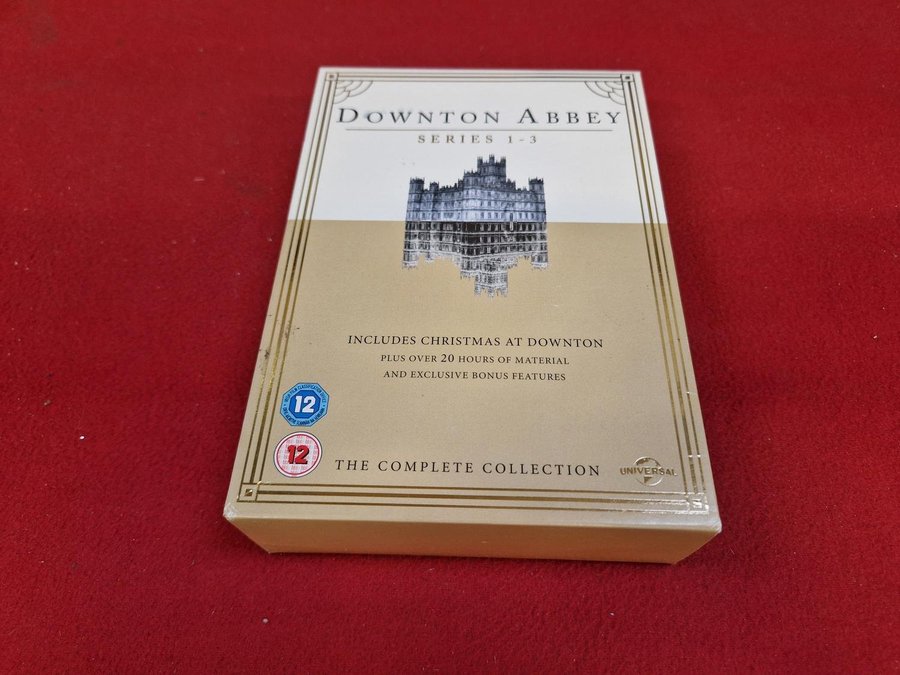 DOWNTON ABBEY
SERIES 1-3
INCLUDES CHRISTMAS AT DOWNTON
PLUS OVER 20 HOURS OF MATERIAL
AND EXCLUSIVE BONUS FEATURES
12
12
THE COMPLETE COLLECTION
UNIVERSAL